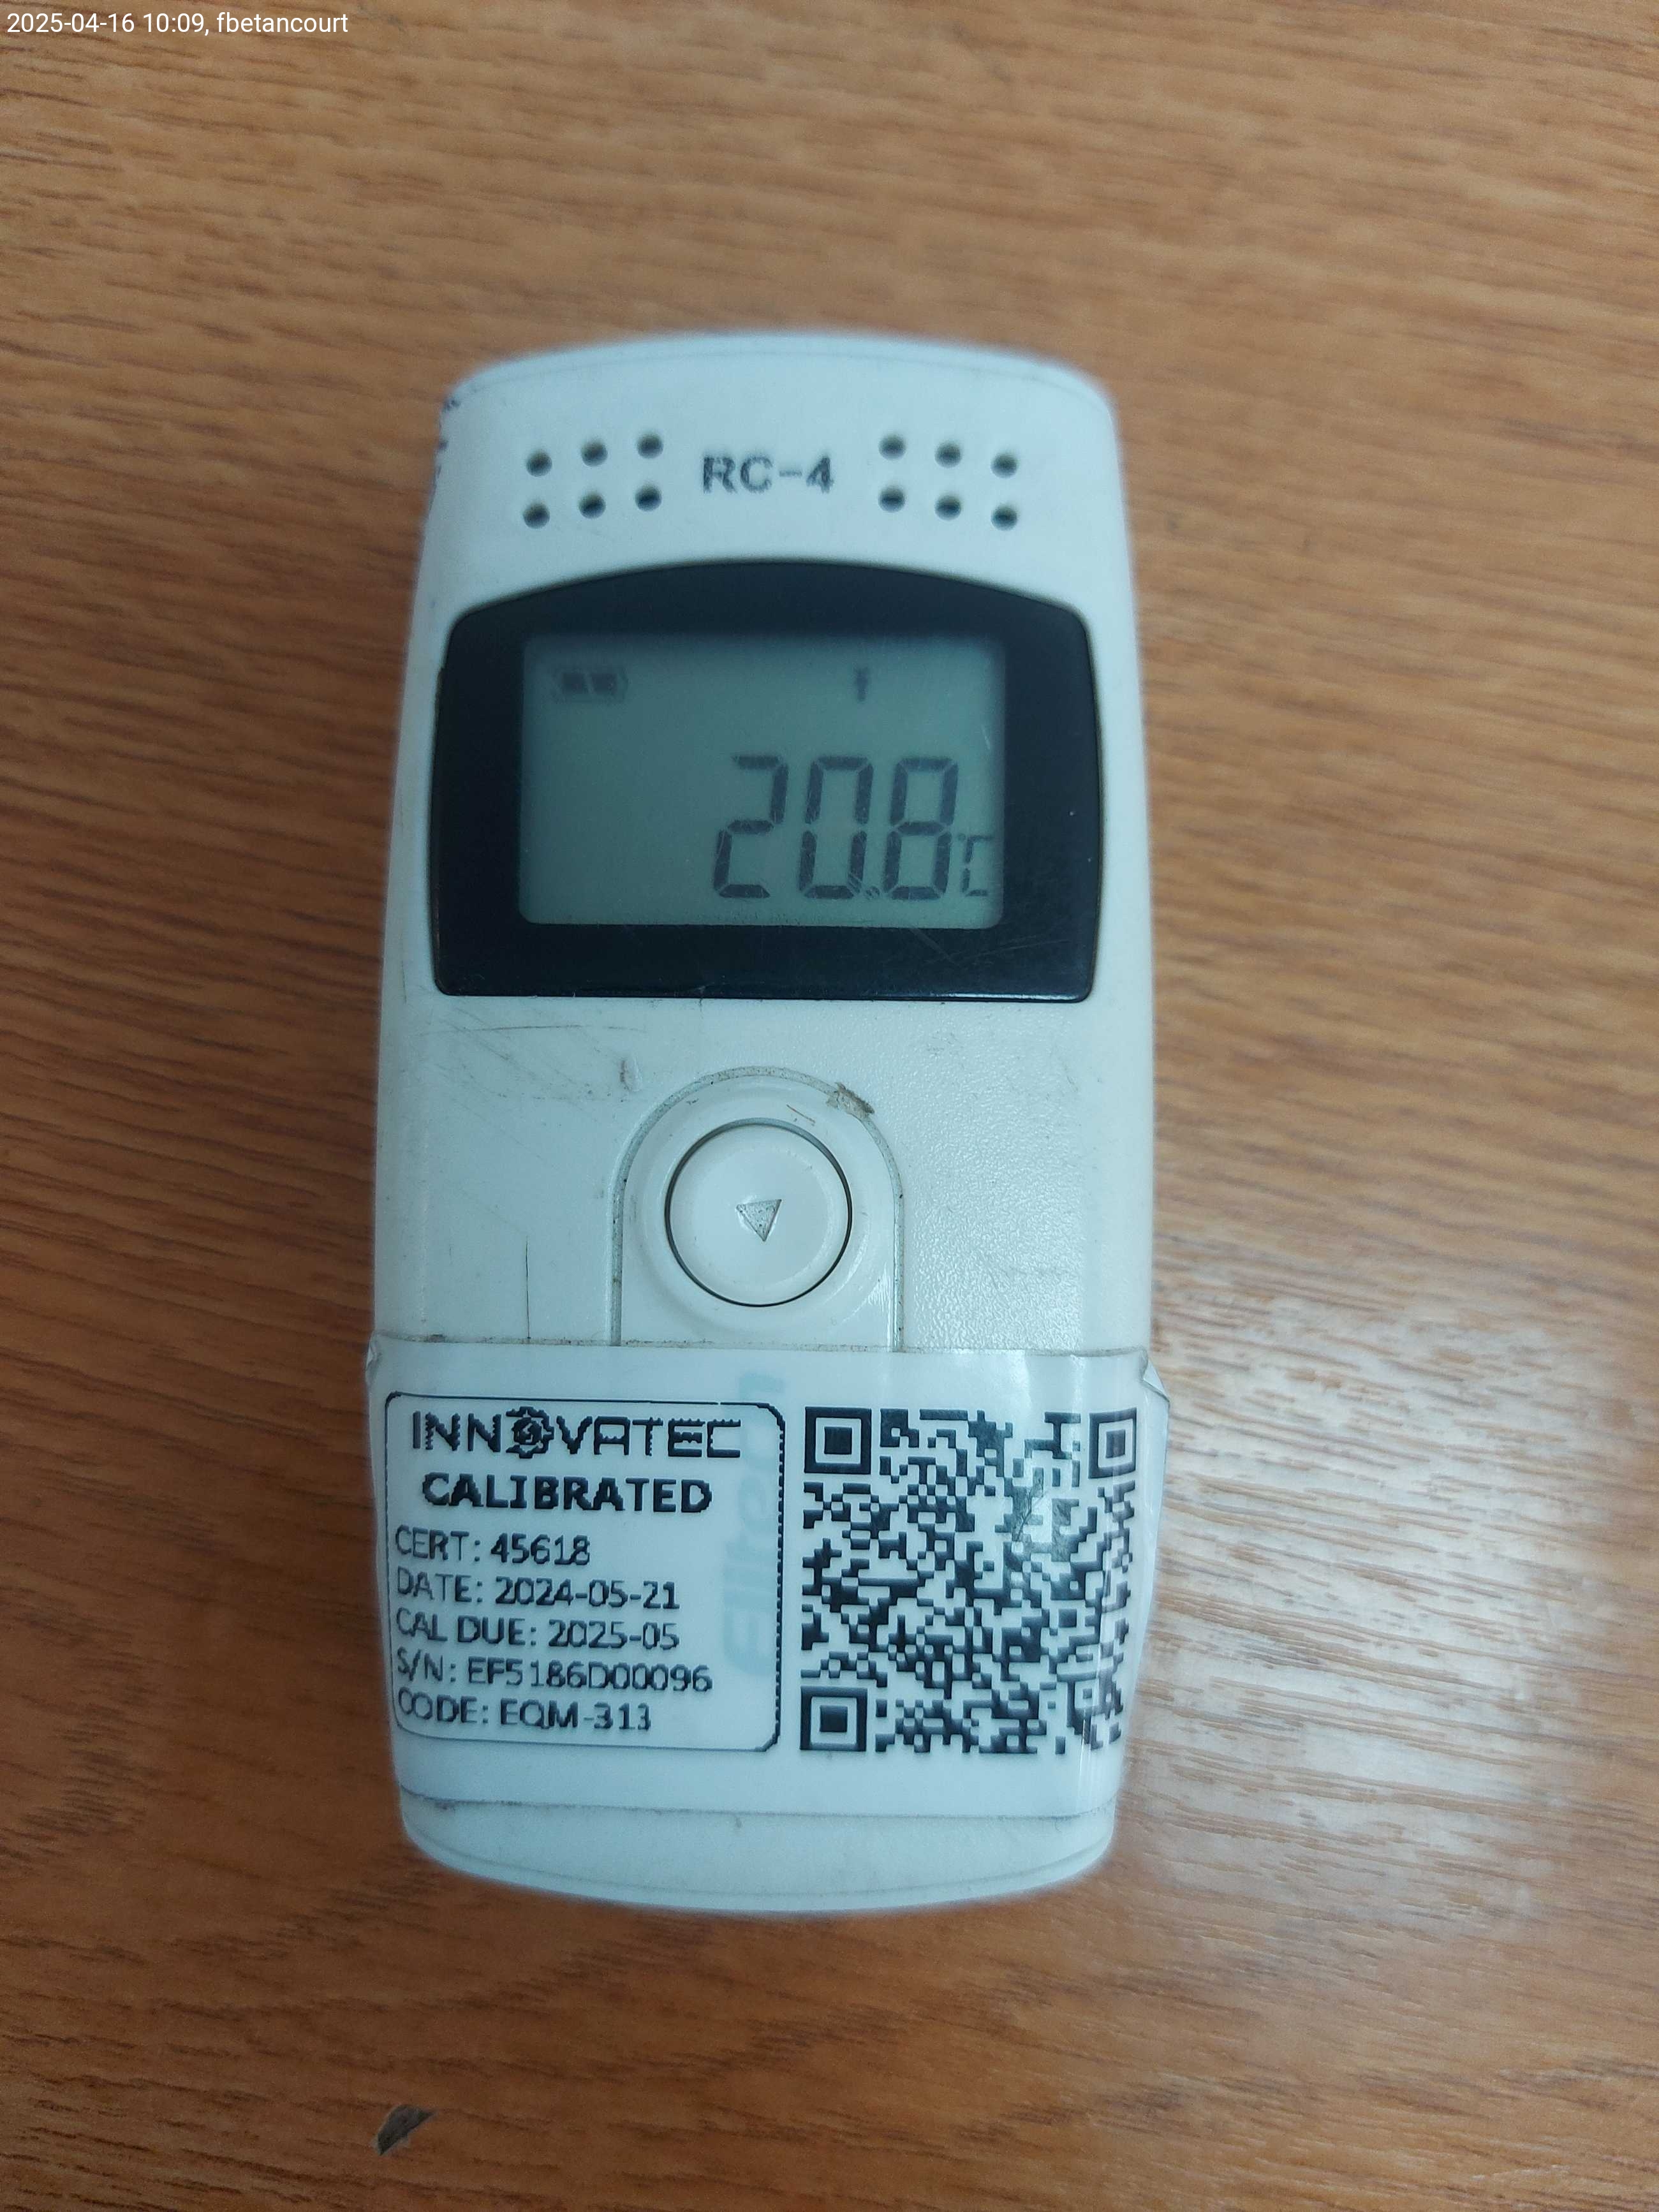 2025-04-16 10:09, fbetancourt
RC-4
20.8°C
INNOVATEC
CALIBRATED
CERT: 45618
DATE: 2024-05-21
CAL DUE: 2025-05
S/N: EF5186D00096
CODE: EQM-313
Elitech